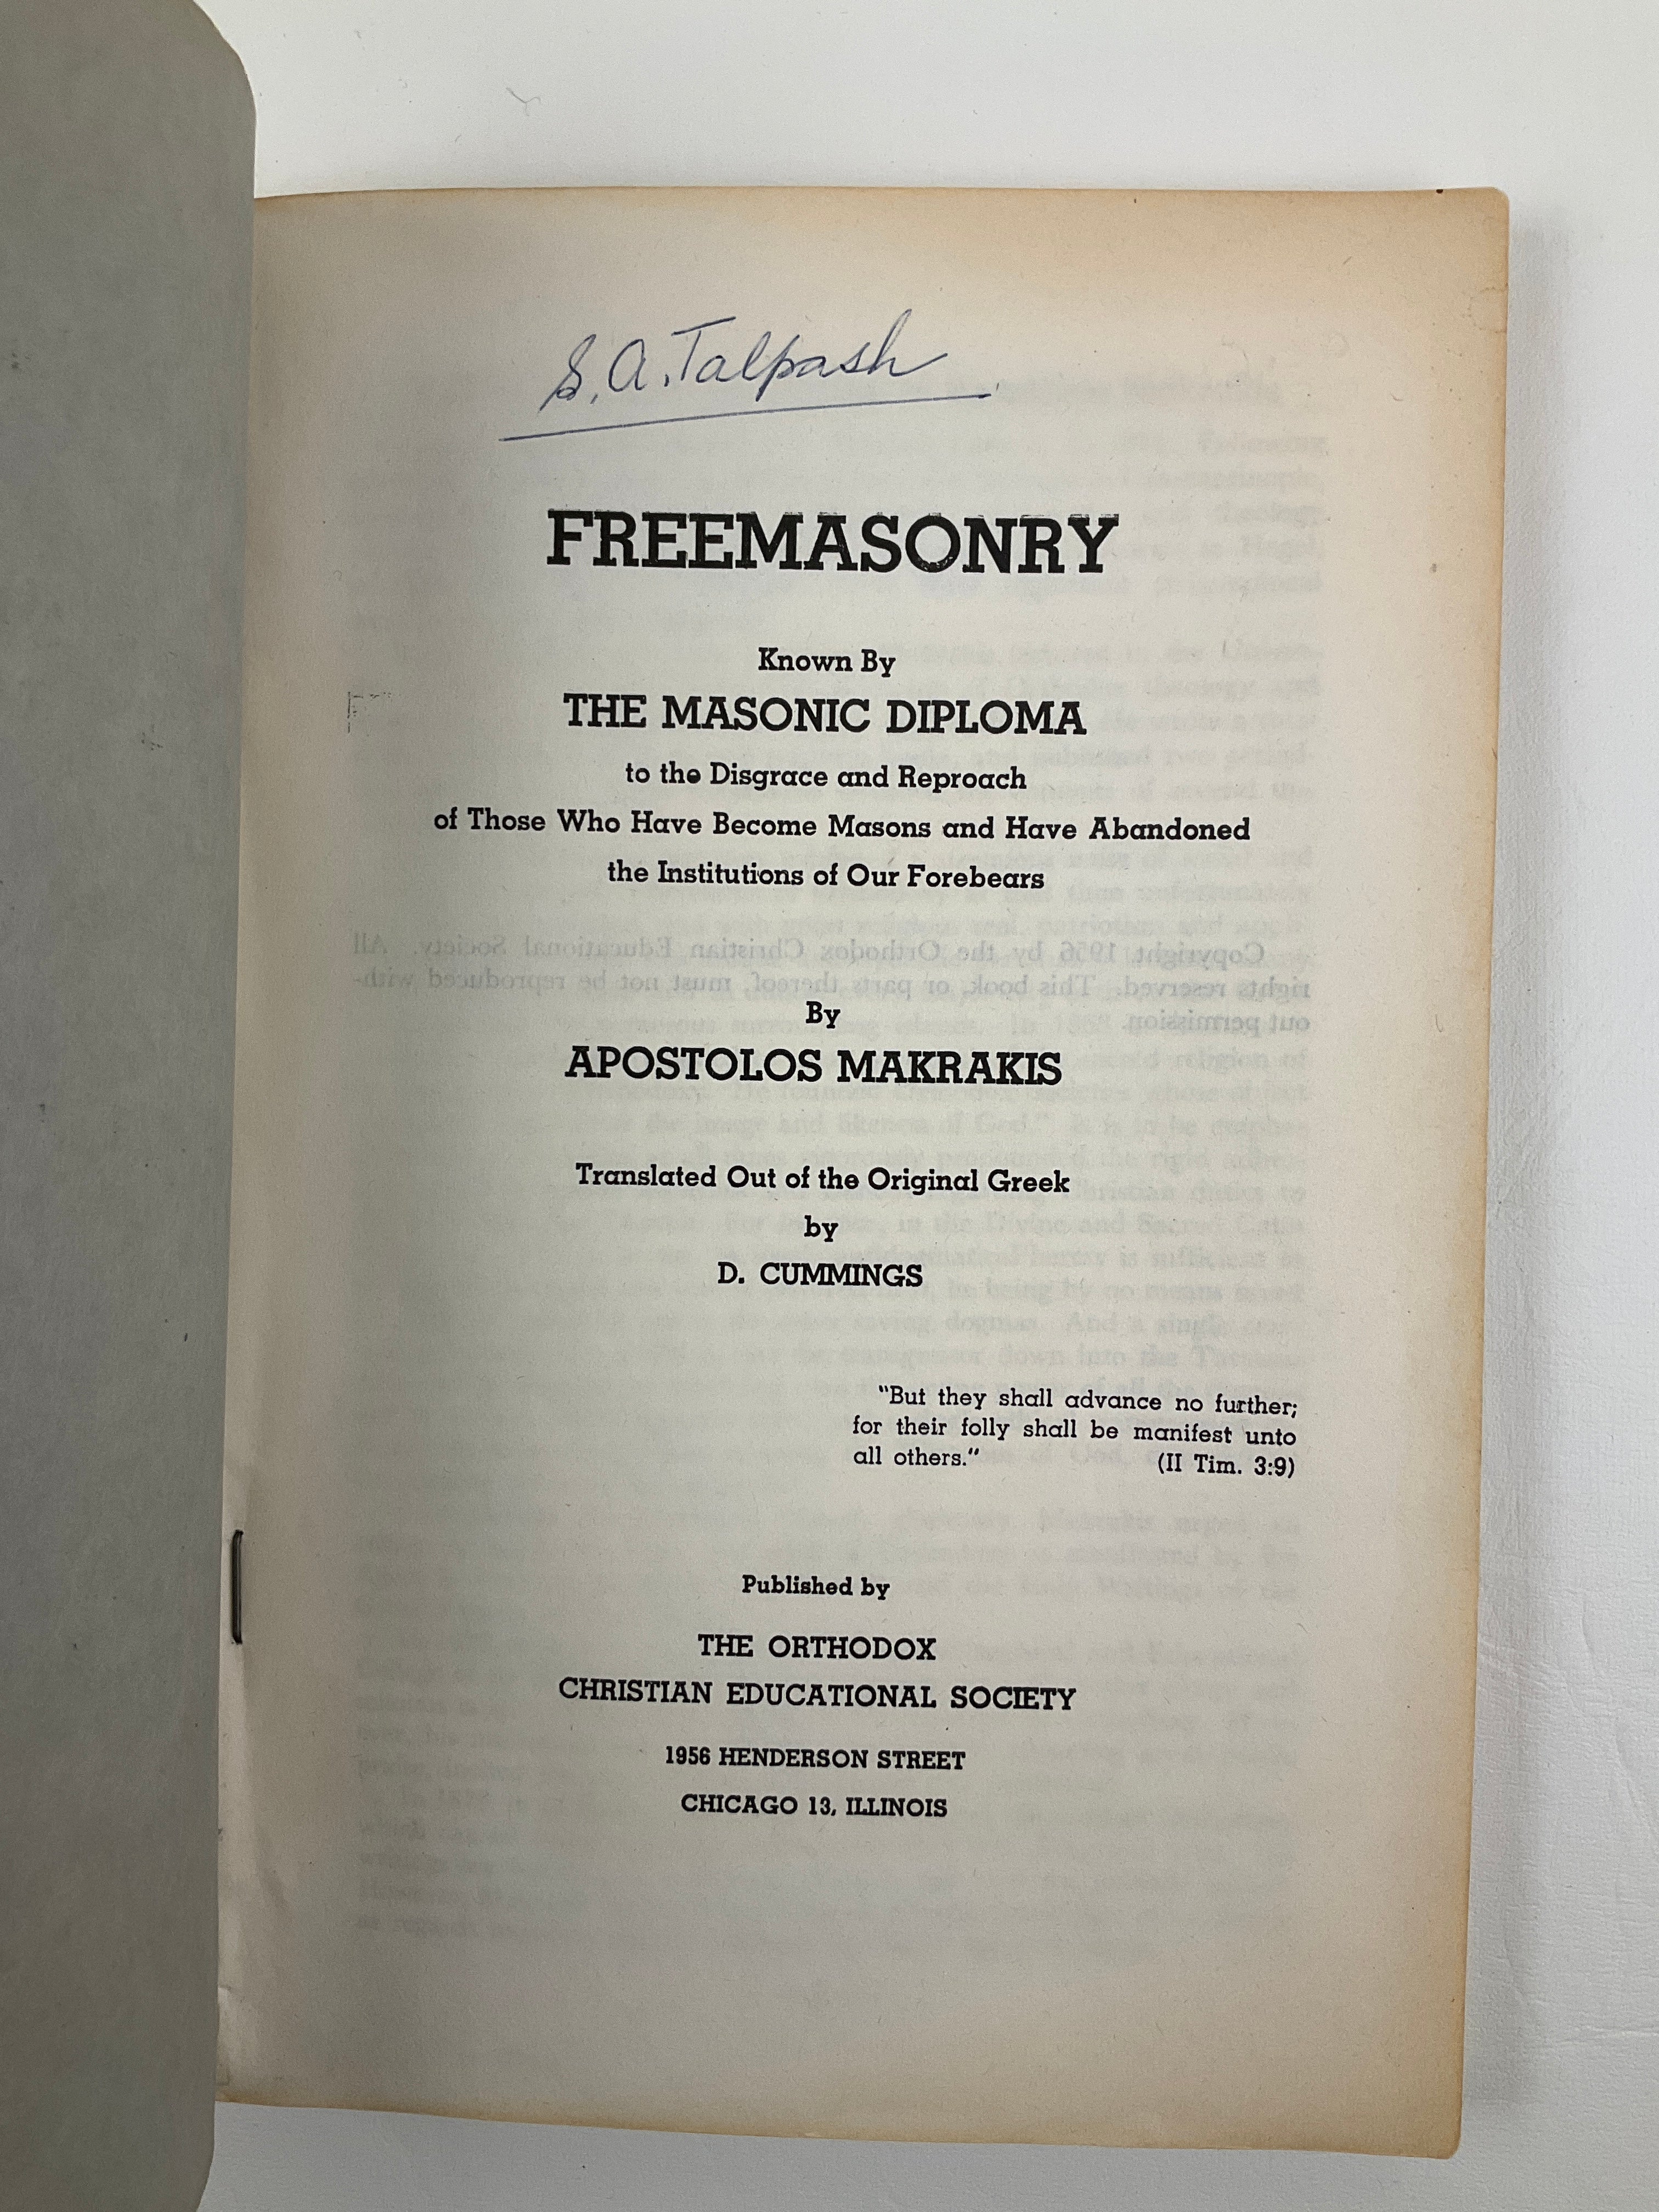 S. A. Talpash
FREEMASONRY
Known By
THE MASONIC DIPLOMA
to the Disgrace and Reproach
of Those Who Have Become Masons and Have Abandoned
the Institutions of Our Forebears
Copyright 1956 by the Orthodox Christian Educational Society. All
rights reserved. This book, or parts thereof, must not be reproduced with-
out permission.
By
APOSTOLOS MAKRAKIS
Translated Out of the Original Greek
by
D. CUMMINGS
"But they shall advance no further;
for their folly shall be manifest unto
all others." (II Tim. 3:9)
Published by
THE ORTHODOX
CHRISTIAN EDUCATIONAL SOCIETY
1956 HENDERSON STREET
CHICAGO 13, ILLINOIS